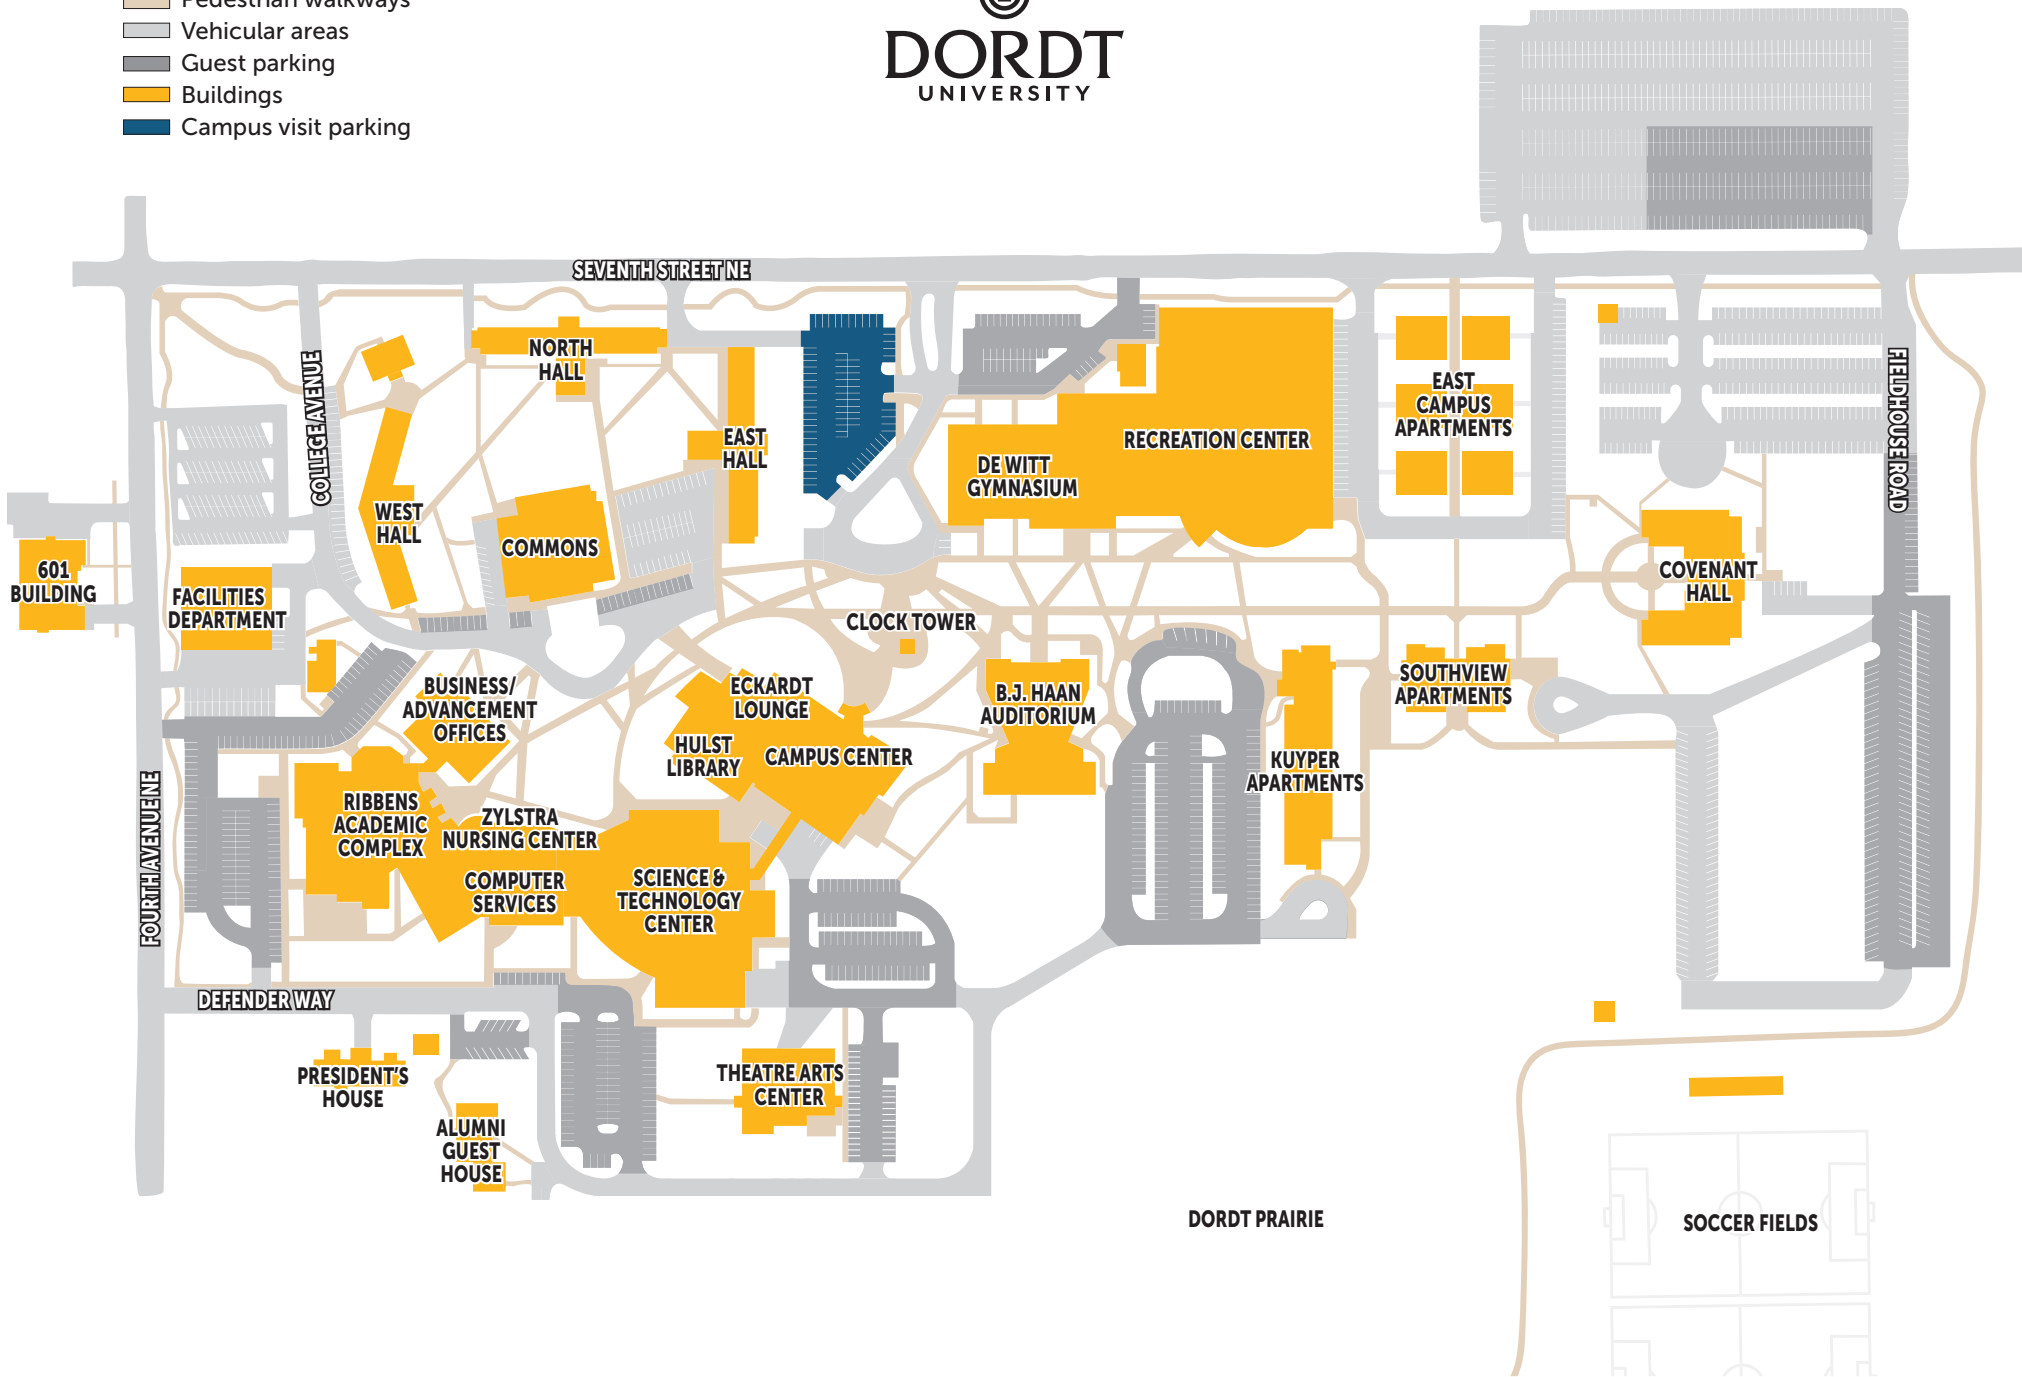 Pedestrian walkways
Vehicular areas
Guest parking
Buildings
Campus visit parking
DORDT
UNIVERSITY
SEVENTH STREET NE
COLLEGE AVENUE
FIELDHOUSE ROAD
FOURTH AVENUE NE
DEFENDER WAY
NORTH
HALL
EAST
HALL
WEST
HALL
COMMONS
601
BUILDING
FACILITIES
DEPARTMENT
DE WITT
GYMNASIUM
RECREATION CENTER
EAST
CAMPUS
APARTMENTS
COVENANT
HALL
CLOCK TOWER
BUSINESS/
ADVANCEMENT
OFFICES
ECKARDT
LOUNGE
HULST
LIBRARY
CAMPUS CENTER
B.J. HAAN
AUDITORIUM
SOUTHVIEW
APARTMENTS
KUYPER
APARTMENTS
RIBBENS
ACADEMIC
COMPLEX
ZYLSTRA
NURSING CENTER
COMPUTER
SERVICES
SCIENCE &
TECHNOLOGY
CENTER
PRESIDENT'S
HOUSE
ALUMNI
GUEST
HOUSE
THEATRE ARTS
CENTER
DORDT PRAIRIE
SOCCER FIELDS